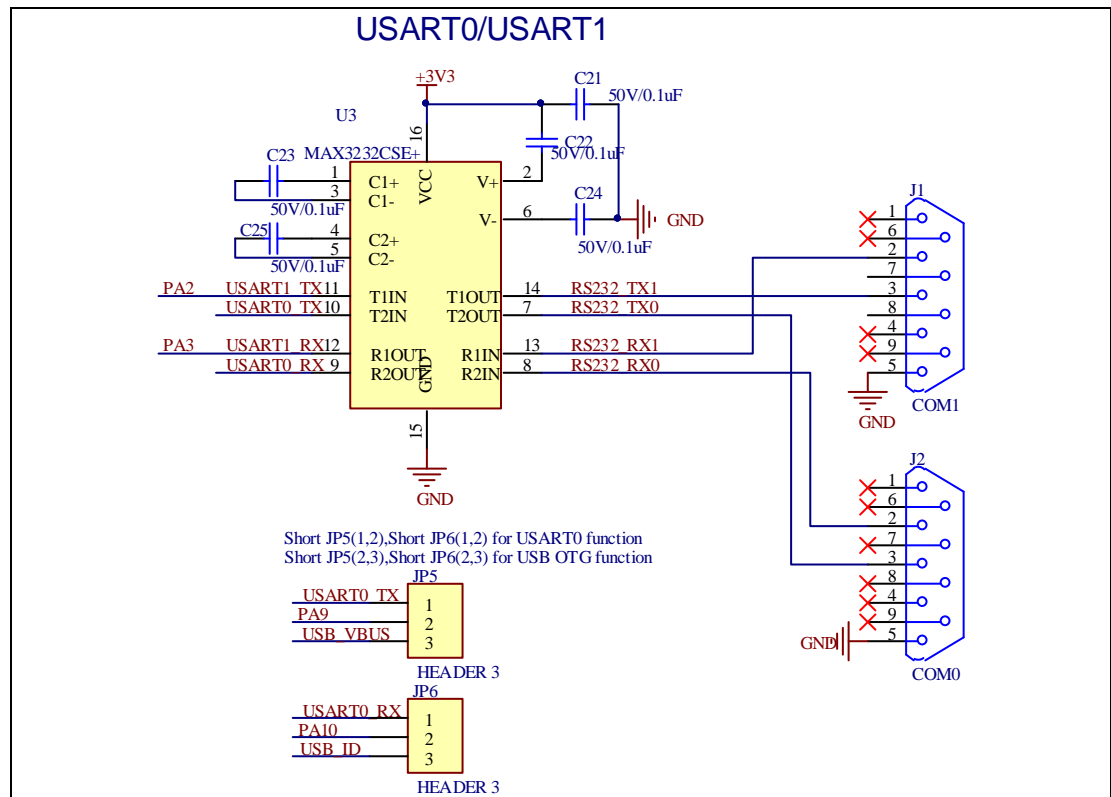 USART0/USART1
+3V3
C21
50V/0.1uF
U3
16
C22
50V/0.1uF
MAX3232CSE+
C23
1 C1+ VCC V+ 2
3 C1-
50V/0.1uF
C24
V- 6 GND
50V/0.1uF
C25
4 C2+
5 C2-
50V/0.1uF
PA2 USART1_TX 11 T1IN T1OUT 14 RS232_TX1
USART0_TX 10 T2IN T2OUT 7 RS232_TX0
PA3 USART1_RX 12 R1OUT R1IN 13 RS232_RX1
USART0_RX 9 R2OUT GND R2IN 8 RS232_RX0
15
GND
J1
1
6
2
7
3
8
4
9
5
GND
COM1
J2
1
6
2
7
3
8
4
9
5
GND
COM0
Short JP5(1,2),Short JP6(1,2) for USART0 function
Short JP5(2,3),Short JP6(2,3) for USB OTG function
JP5
USART0_TX 1
PA9 2
USB_VBUS 3
HEADER 3
JP6
USART0_RX 1
PA10 2
USB_ID 3
HEADER 3